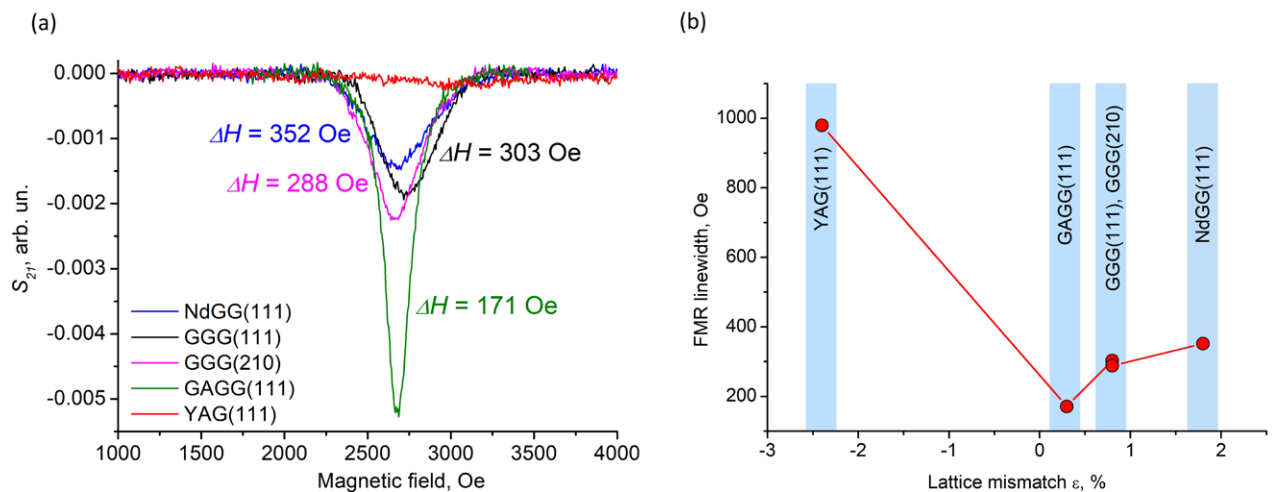 (a)
0.000
-0.001
-0.002
-0.003
-0.004
-0.005
S21, arb. un.
ΔH = 352 Oe
ΔH = 303 Oe
ΔH = 288 Oe
ΔH = 171 Oe
NdGG(111)
GGG(111)
GGG(210)
GAGG(111)
YAG(111)
1000 1500 2000 2500 3000 3500 4000
Magnetic field, Oe
(b)
1000
800
600
400
200
FMR linewidth, Oe
YAG(111)
GAGG(111)
GGG(111), GGG(210)
NdGG(111)
-3 -2 -1 0 1 2
Lattice mismatch ε, %